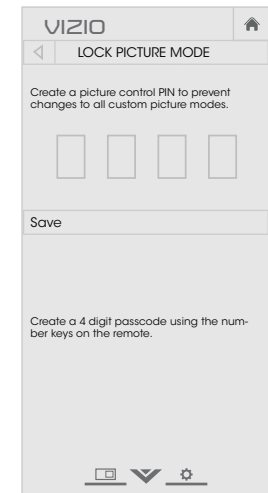 VIZIO
LOCK PICTURE MODE
Create a picture control PIN to prevent
changes to all custom picture modes.
Save
Create a 4 digit passcode using the num-
ber keys on the remote.